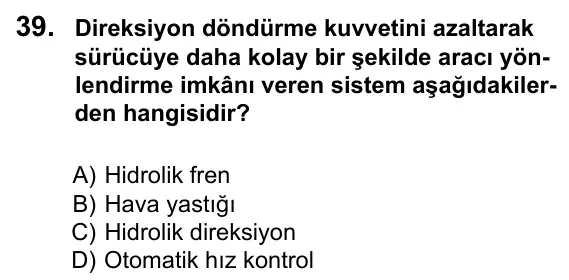 39. Direksiyon döndürme kuvvetini azaltarak
sürücüye daha kolay bir şekilde aracı yön-
lendirme imkânı veren sistem aşağıdakiler-
den hangisidir?
A) Hidrolik fren
B) Hava yastığı
C) Hidrolik direksiyon
D) Otomatik hız kontrol